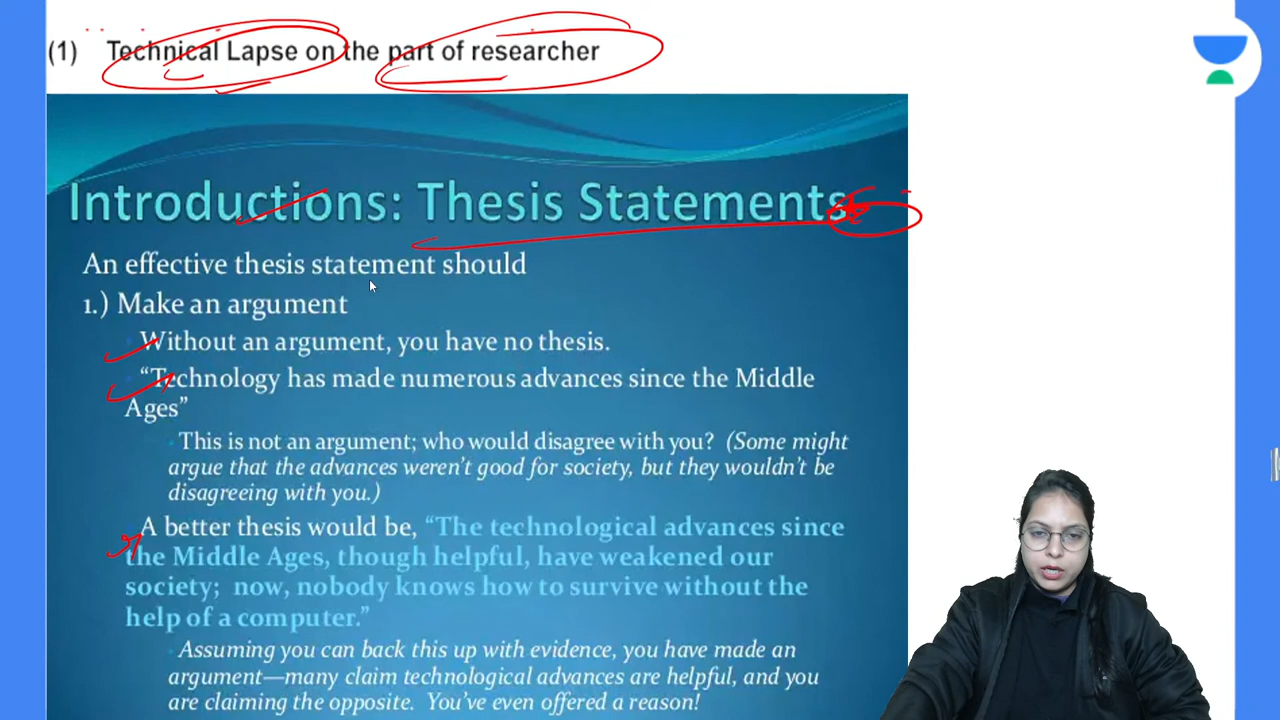 (1) Technical Lapse on the part of researcher
Introductions: Thesis Statements
An effective thesis statement should
1.) Make an argument
Without an argument, you have no thesis.
“Technology has made numerous advances since the Middle
Ages”
This is not an argument; who would disagree with you? (Some might
argue that the advances weren’t good for society, but they wouldn’t be
disagreeing with you.)
A better thesis would be, “The technological advances since
the Middle Ages, though helpful, have weakened our
society; now, nobody knows how to survive without the
help of a computer.”
Assuming you can back this up with evidence, you have made an
argument—many claim technological advances are helpful, and you
are claiming the opposite. You’ve even offered a reason!